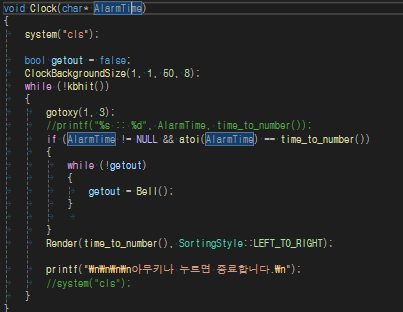 void Clock(char* AlarmTime)
{
system("cls");
bool getout = false;
ClockBackgroundSize(1, 1, 50, 8);
while (!kbhit())
{
gotoxy(1, 3);
//printf("%s :: %d", AlarmTime, time_to_number());
if (AlarmTime != NULL && atoi(AlarmTime) == time_to_number())
{
while (!getout)
{
getout = Bell();
}
}
Render(time_to_number(), SortingStyle::LEFT_TO_RIGHT);
printf("₩n₩n₩n₩n아무키나 누르면 종료합니다.₩n");
//system("cls");
}
}